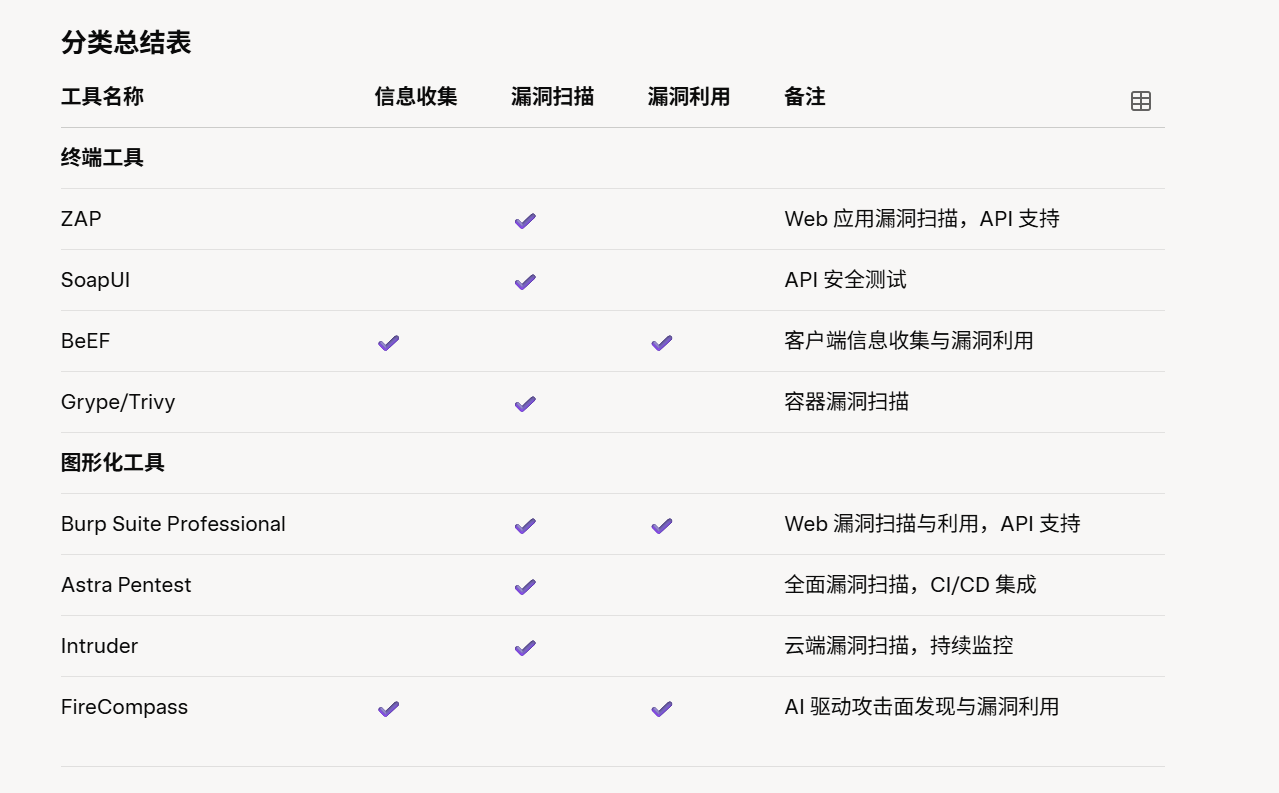 分类总结表
工具名称 信息收集 漏洞扫描 漏洞利用 备注
终端工具
ZAP ✔ Web 应用漏洞扫描，API 支持
SoapUI ✔ API 安全测试
BeEF ✔ ✔ 客户端信息收集与漏洞利用
Grype/Trivy ✔ 容器漏洞扫描
图形化工具
Burp Suite Professional ✔ ✔ Web 漏洞扫描与利用，API 支持
Astra Pentest ✔ 全面漏洞扫描，CI/CD 集成
Intruder ✔ 云端漏洞扫描，持续监控
FireCompass ✔ ✔ AI 驱动攻击面发现与漏洞利用